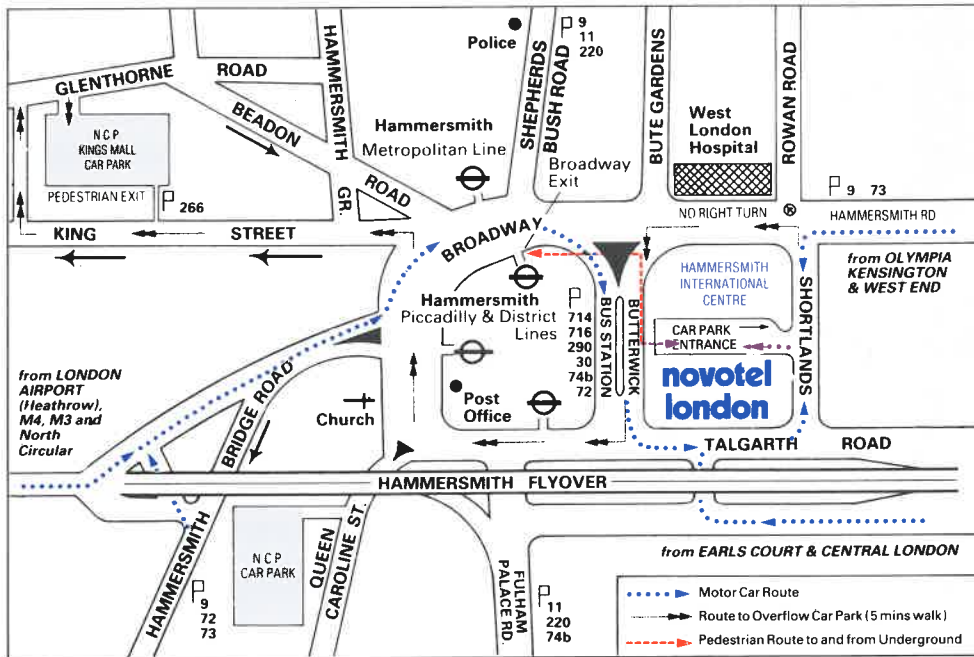 GLENTHORNE ROAD
HAMMERSMITH GR.
BEADON ROAD
Police
SHEPHERDS
BUSH ROAD
9
11
220
BUTE GARDENS
West
London
Hospital
ROWAN ROAD
N C P
KINGS MALL
CAR PARK
PEDESTRIAN EXIT
266
Hammersmith
Metropolitan Line
Broadway
Exit
9 73
NO RIGHT TURN
HAMMERSMITH RD
KING STREET
BROADWAY
from OLYMPIA
KENSINGTON
& WEST END
HAMMERSMITH
INTERNATIONAL
CENTRE
SHORTLANDS
Hammersmith
Piccadilly & District
Lines
714
716
290
30
74b
72
BUS STATION
BUTTERWICK
CAR PARK
ENTRANCE
novotel
london
from LONDON
AIRPORT
(Heathrow),
M4, M3 and
North
Circular
BRIDGE ROAD
Church
Post
Office
TALGARTH ROAD
HAMMERSMITH FLYOVER
HAMMERSMITH
N C P
CAR PARK
QUEEN
CAROLINE ST.
FULHAM
PALACE RD.
from EARLS COURT & CENTRAL LONDON
9
72
73
11
220
74b
Motor Car Route
Route to Overflow Car Park (5 mins walk)
Pedestrian Route to and from Underground